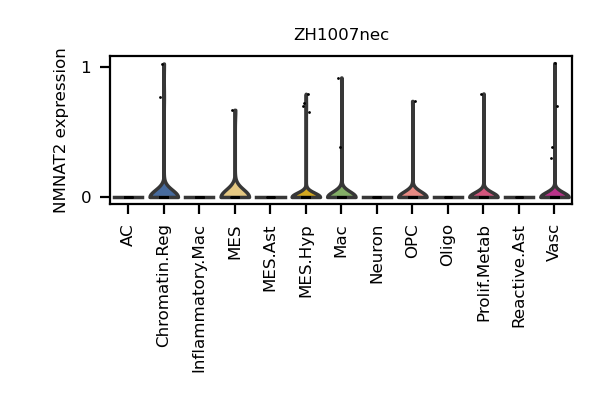 ZH1007nec
NMNAT2 expression
1
0
AC
Chromatin.Reg
Inflammatory.Mac
MES
MES.Ast
MES.Hyp
Mac
Neuron
OPC
Oligo
Prolif.Metab
Reactive.Ast
Vasc